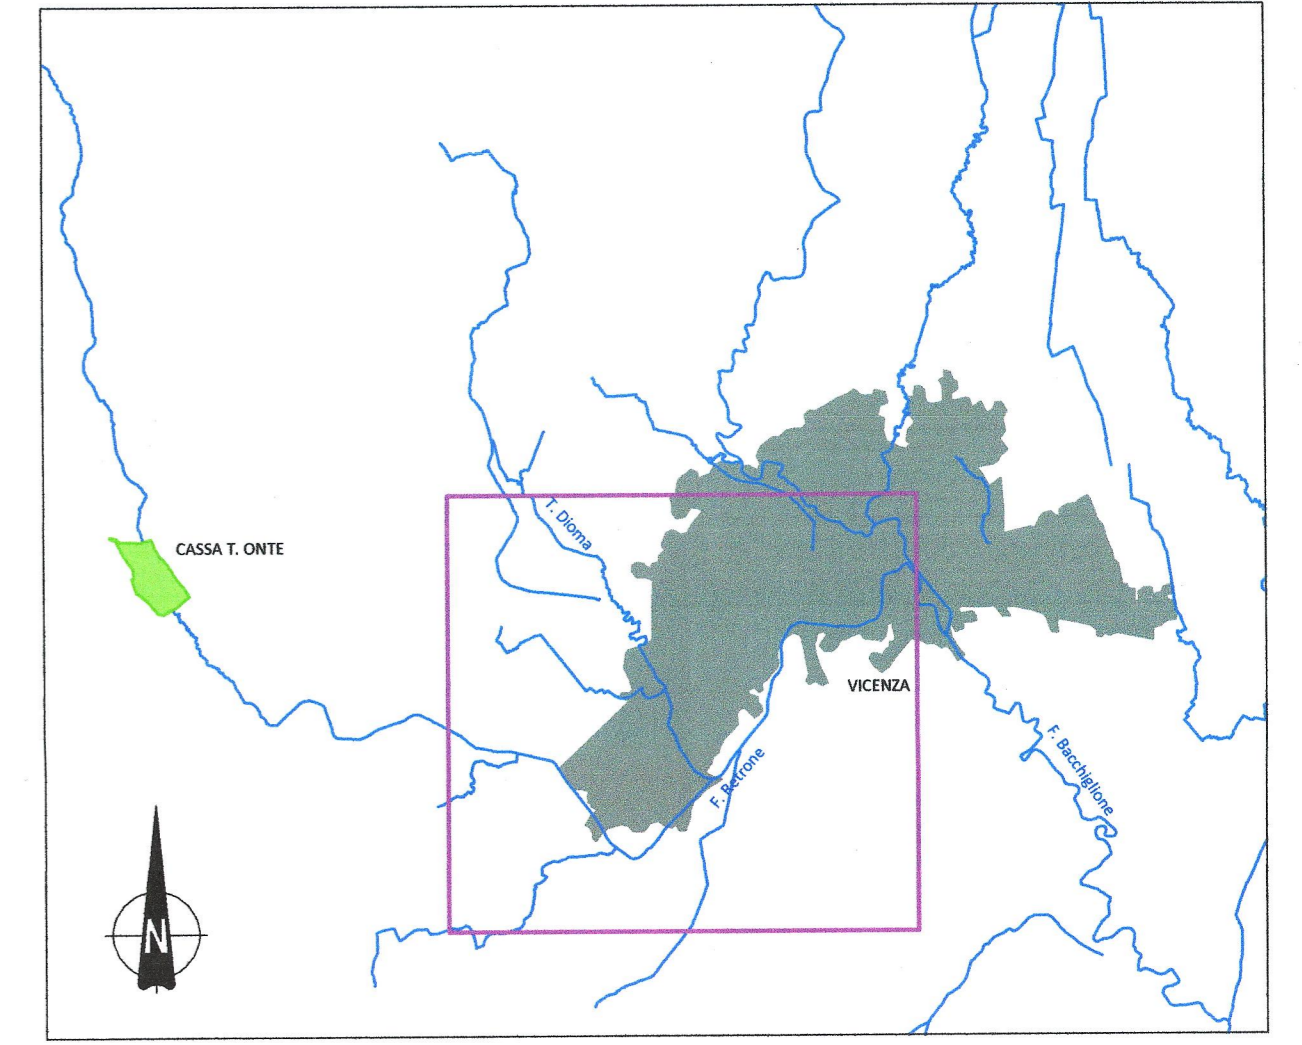 T. Dioma
CASSA T. ONTE
VICENZA
F. Retrone
F. Bacchiglione
N